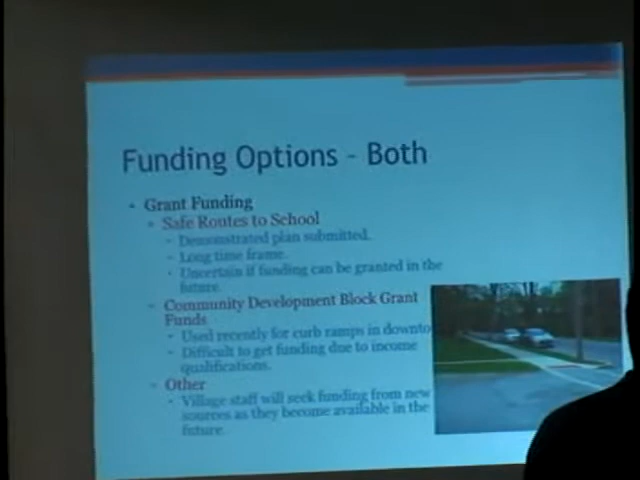 Funding Options - Both
Grant Funding
Safe Routes to School
Demonstrated plan submitted.
Long time frame.
Uncertain if funding can be granted in the
future.
Community Development Block Grant
Funds
Used recently for curb ramps in downto
Difficult to get funding due to income
qualifications.
Other
Village staff will seek funding from new
sources as they become available in the
future.